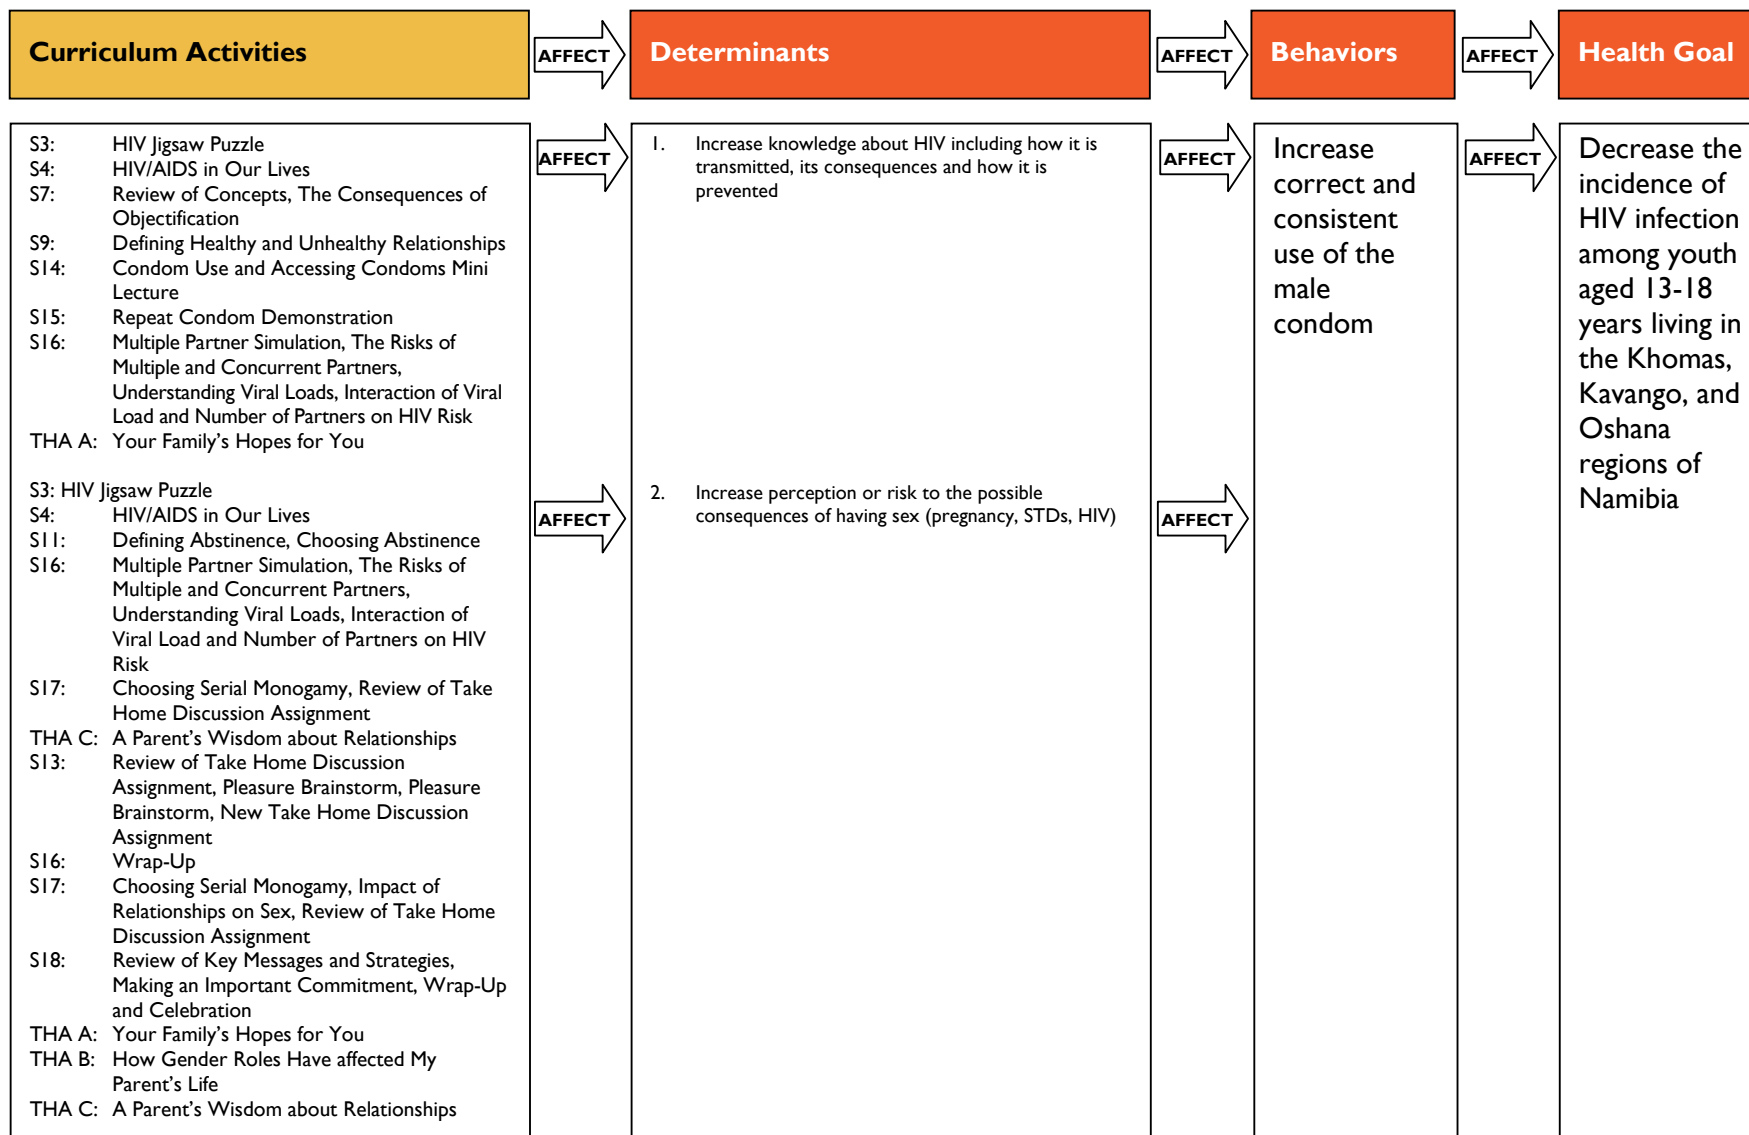 Curriculum Activities
AFFECT
Determinants
AFFECT
Behaviors
AFFECT
Health Goal
S3: HIV Jigsaw Puzzle
S4: HIV/AIDS in Our Lives
S7: Review of Concepts, The Consequences of
Objectification
S9: Defining Healthy and Unhealthy Relationships
S14: Condom Use and Accessing Condoms Mini
Lecture
S15: Repeat Condom Demonstration
S16: Multiple Partner Simulation, The Risks of
Multiple and Concurrent Partners,
Understanding Viral Loads, Interaction of Viral
Load and Number of Partners on HIV Risk
THA A: Your Family's Hopes for You
AFFECT
1. Increase knowledge about HIV including how it is
transmitted, its consequences and how it is
prevented
AFFECT
Increase
correct and
consistent
use of the
male
condom
AFFECT
Decrease the
incidence of
HIV infection
among youth
aged 13-18
years living in
the Khomas,
Kavango, and
Oshana
regions of
Namibia
S3: HIV Jigsaw Puzzle
S4: HIV/AIDS in Our Lives
S11: Defining Abstinence, Choosing Abstinence
S16: Multiple Partner Simulation, The Risks of
Multiple and Concurrent Partners,
Understanding Viral Loads, Interaction of
Viral Load and Number of Partners on HIV
Risk
S17: Choosing Serial Monogamy, Review of Take
Home Discussion Assignment
THA C: A Parent's Wisdom about Relationships
S13: Review of Take Home Discussion
Assignment, Pleasure Brainstorm, Pleasure
Brainstorm, New Take Home Discussion
Assignment
S16: Wrap-Up
S17: Choosing Serial Monogamy, Impact of
Relationships on Sex, Review of Take Home
Discussion Assignment
S18: Review of Key Messages and Strategies,
Making an Important Commitment, Wrap-Up
and Celebration
THA A: Your Family's Hopes for You
THA B: How Gender Roles Have affected My
Parent's Life
THA C: A Parent's Wisdom about Relationships
AFFECT
2. Increase perception or risk to the possible
consequences of having sex (pregnancy, STDs, HIV)
AFFECT